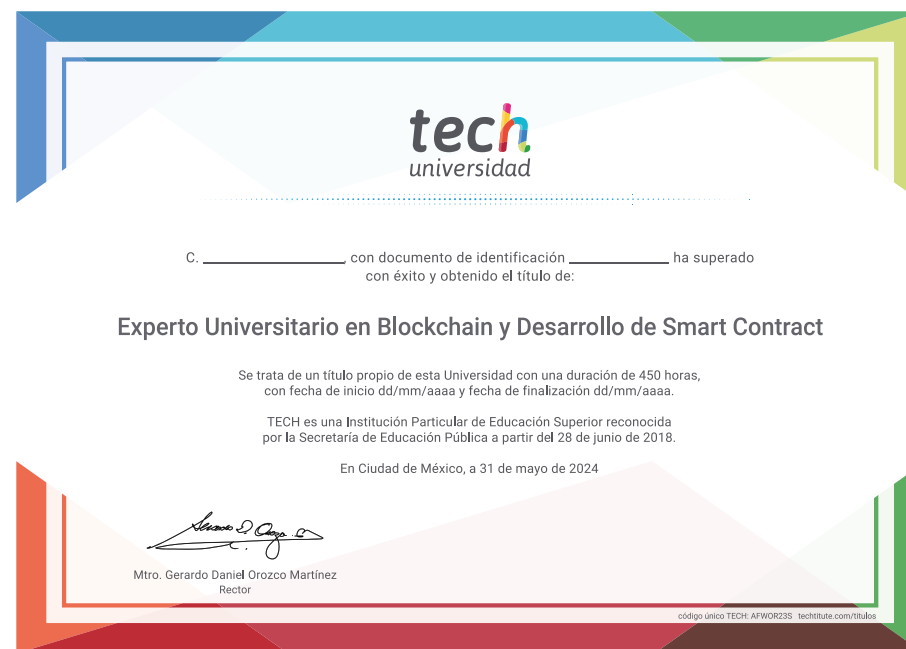 tech
universidad
C. ____________________, con documento de identificación ______________ ha superado
con éxito y obtenido el título de:
Experto Universitario en Blockchain y Desarrollo de Smart Contract
Se trata de un título propio de esta Universidad con una duración de 450 horas,
con fecha de inicio dd/mm/aaaa y fecha de finalización dd/mm/aaaa.
TECH es una Institución Particular de Educación Superior reconocida
por la Secretaría de Educación Pública a partir del 28 de junio de 2018.
En Ciudad de México, a 31 de mayo de 2024
Mtro. Gerardo Daniel Orozco Martínez
Rector
código único TECH: AFWOR23S techtitute.com/titulos